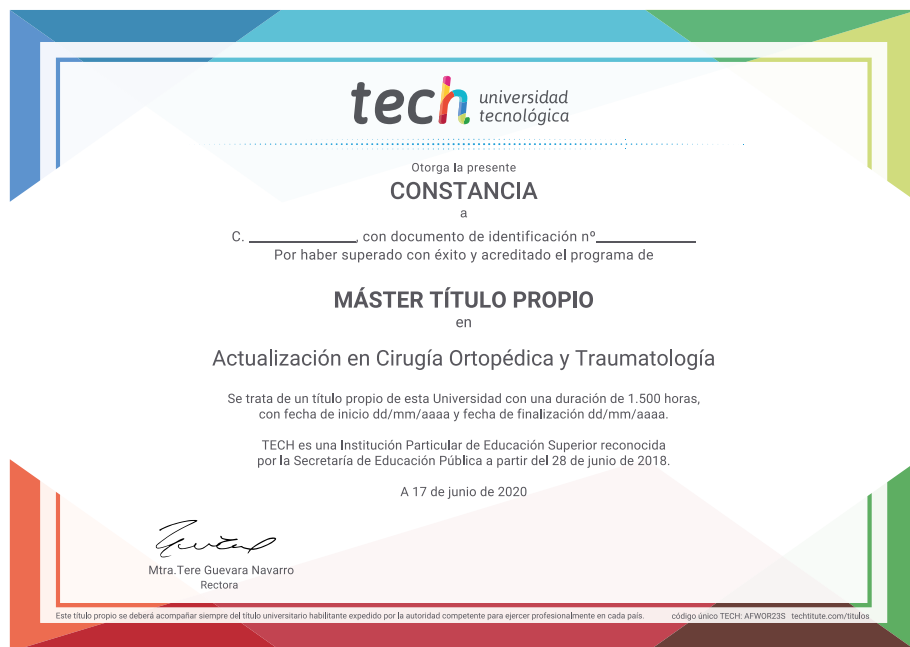 tech universidad
tecnológica
Otorga la presente
CONSTANCIA
a
C. ____________, con documento de identificación nº____________
Por haber superado con éxito y acreditado el programa de
MÁSTER TÍTULO PROPIO
en
Actualización en Cirugía Ortopédica y Traumatología
Se trata de un título propio de esta Universidad con una duración de 1.500 horas,
con fecha de inicio dd/mm/aaaa y fecha de finalización dd/mm/aaaa.
TECH es una Institución Particular de Educación Superior reconocida
por la Secretaría de Educación Pública a partir del 28 de junio de 2018.
A 17 de junio de 2020
Mtra.Tere Guevara Navarro
Rectora
Este título propio se deberá acompañar siempre del título universitario habilitante expedido por la autoridad competente para ejercer profesionalmente en cada país. código único TECH: AFWOR23S techtitute.com/titulos